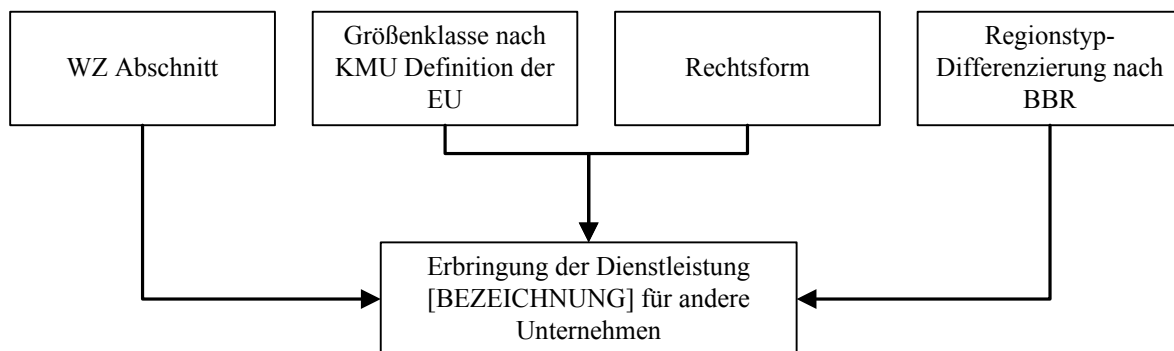 WZ Abschnitt
Größenklasse nach
KMU Definition der
EU
Rechtsform
Regionstyp-
Differenzierung nach
BBR
Erbringung der Dienstleistung
[BEZEICHNUNG] für andere
Unternehmen